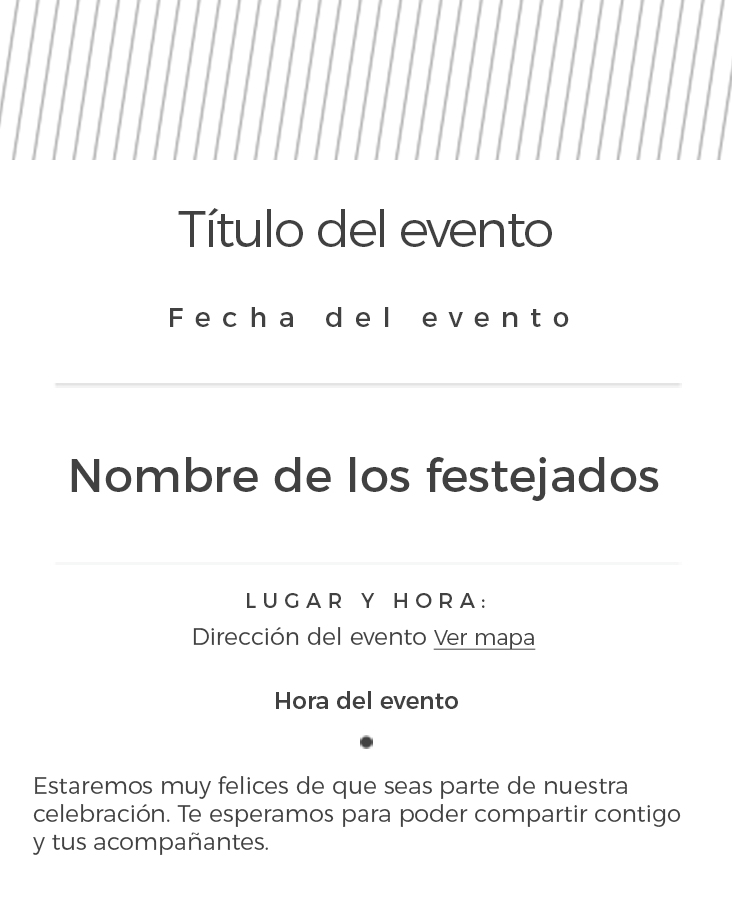 Título del evento
Fecha del evento
Nombre de los festejados
LUGAR Y HORA:
Dirección del evento Ver mapa
Hora del evento
Estaremos muy felices de que seas parte de nuestra
celebración. Te esperamos para poder compartir contigo
y tus acompañantes.